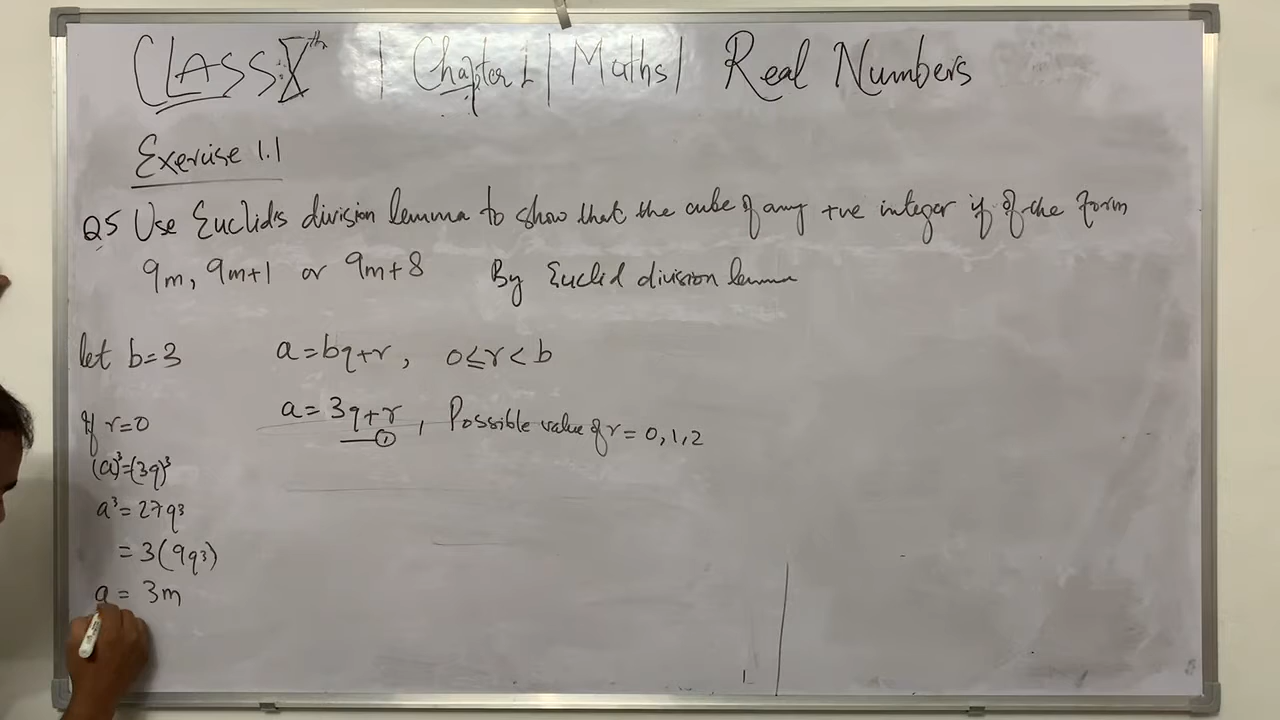 CLASS Xth | Chapter 1 | Maths | Real Numbers
Exercise 1.1
Q5 Use Euclid's division lemma to show that the cube of any +ve integer if of the form
9m, 9m+1 or 9m+8 By Euclid division lemma
let b=3 a=bq+r, 0≤r<b
a=3q+r, Possible value of r=0,1,2
①
If r=0
(a)³=(3q)³
a³=27q³
=3(9q³)
a = 3m